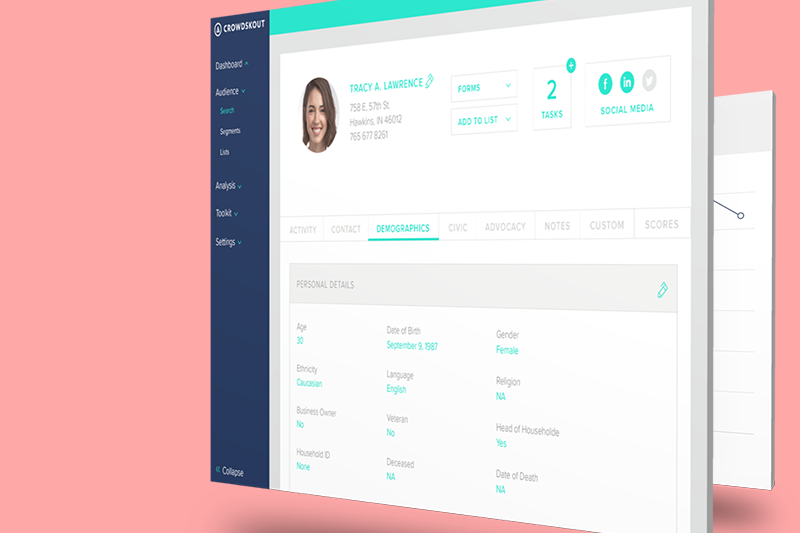 CROWDSKOUT
Dashboard
Audience
Search
Segments
Lists
Analysis
Toolkit
Settings
Collapse
TRACY A. LAWRENCE
758 E, 57th St.
Hawkins, IN 46012
765 677 8261
FORMS
ADD TO LIST
2
TASKS
SOCIAL MEDIA
ACTIVITY CONTACT DEMOGRAPHICS CIVIC ADVOCACY NOTES CUSTOM SCORES
PERSONAL DETAILS
Age
30
Date of Birth
September 9, 1987
Gender
Female
Ethnicity
Caucasian
Language
English
Religion
NA
Business Owner
No
Veteran
No
Head of Householde
Yes
Household ID
None
Deceased
NA
Date of Death
NA